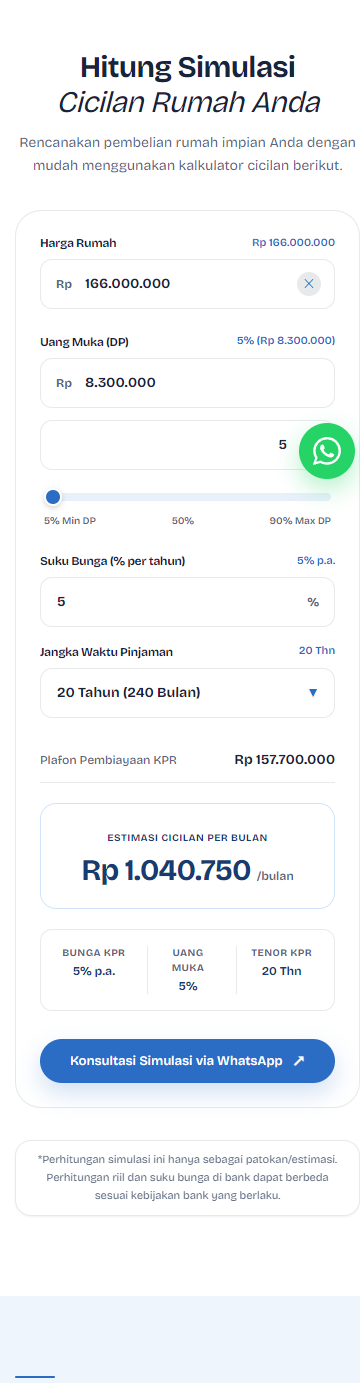 Hitung Simulasi
Cicilan Rumah Anda
Rencanakan pembelian rumah impian Anda dengan
mudah menggunakan kalkulator cicilan berikut.
Harga Rumah Rp 166.000.000
Rp 166.000.000
Uang Muka (DP) 5% (Rp 8.300.000)
Rp 8.300.000
5
5% Min DP 50% 90% Max DP
Suku Bunga (% per tahun) 5% p.a.
5 %
Jangka Waktu Pinjaman 20 Thn
20 Tahun (240 Bulan)
Plafon Pembiayaan KPR Rp 157.700.000
ESTIMASI CICILAN PER BULAN
Rp 1.040.750 /bulan
BUNGA KPR
5% p.a.
UANG
MUKA
5%
TENOR KPR
20 Thn
Konsultasi Simulasi via WhatsApp ↗
*Perhitungan simulasi ini hanya sebagai patokan/estimasi.
Perhitungan riil dan suku bunga di bank dapat berbeda
sesuai kebijakan bank yang berlaku.